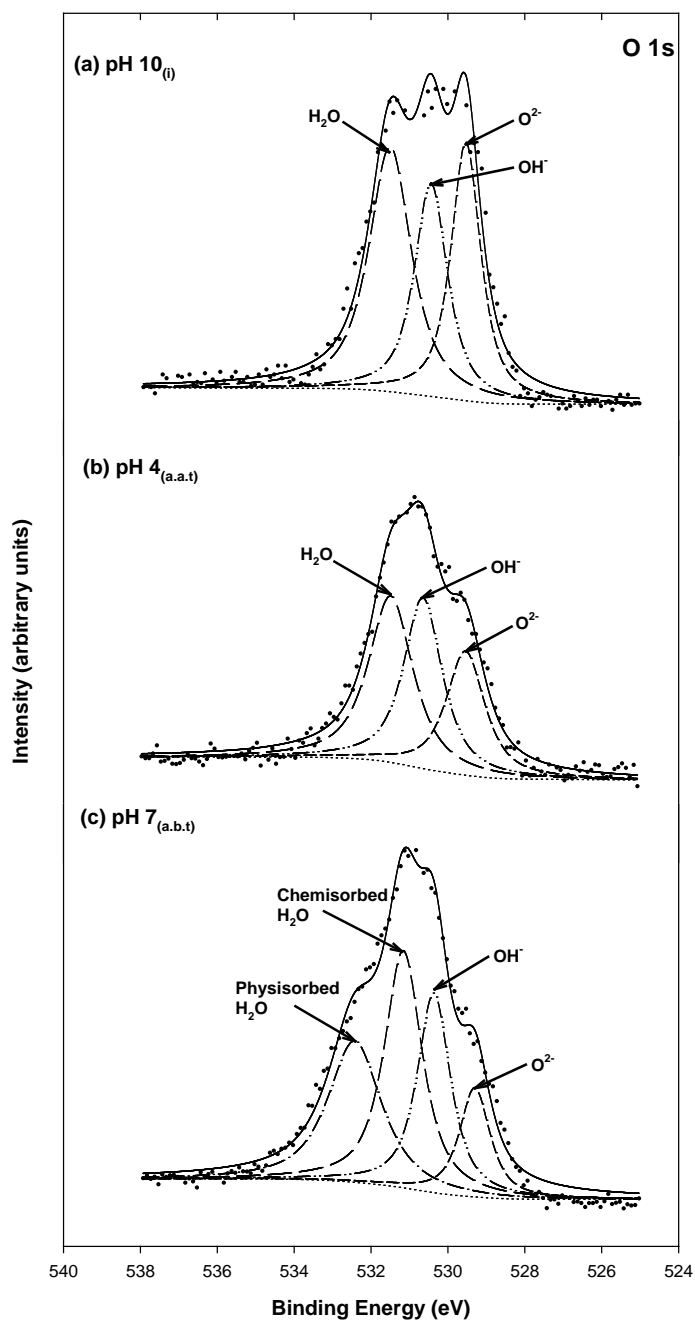 O 1s
(a) pH 10(i)
H2O
O2-
OH-
(b) pH 4(a.a.t)
H2O
OH-
O2-
(c) pH 7(a.b.t)
Chemisorbed
H2O
OH-
Physisorbed
H2O
O2-
Intensity (arbitrary units)
540 538 536 534 532 530 528 526 524
Binding Energy (eV)